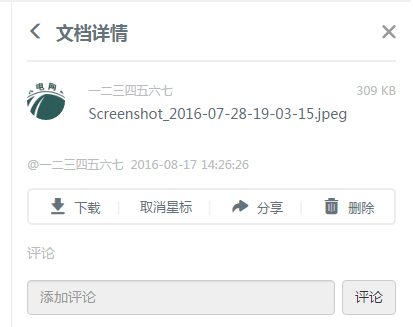 文档详情
电网
一二三四五六七 309 KB
Screenshot_2016-07-28-19-03-15.jpeg
@一二三四五六七 2016-08-17 14:26:26
下载 取消星标 分享 删除
评论
添加评论 评论